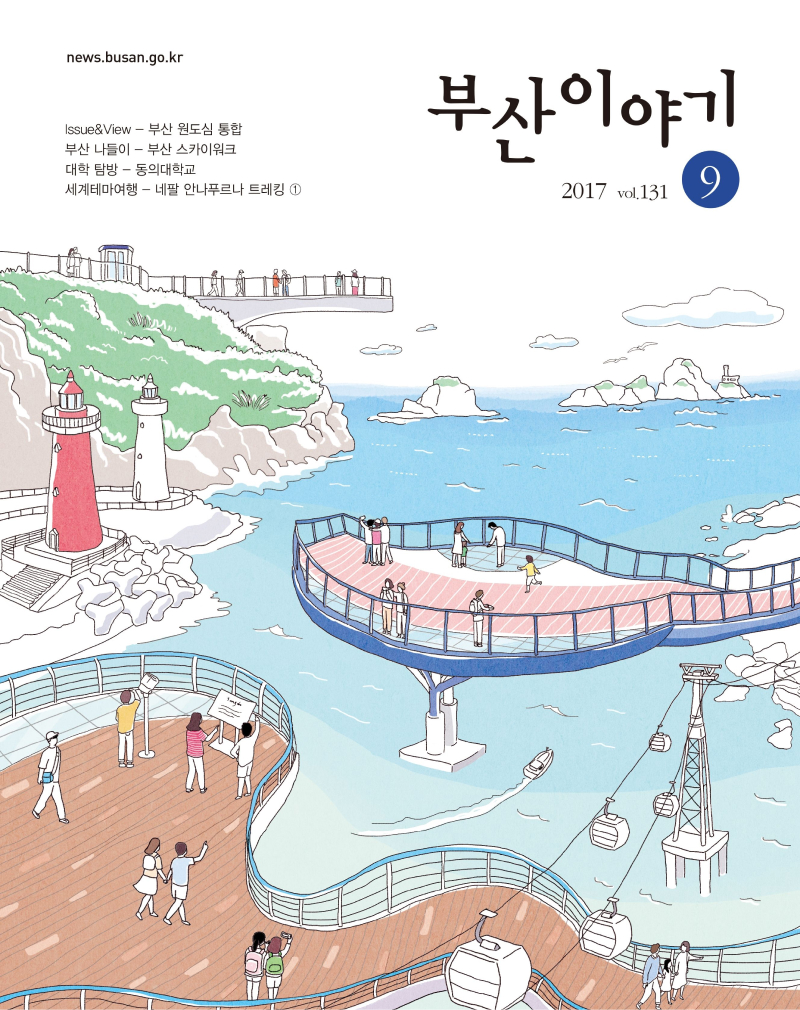 news.busan.go.kr
부산이야기
Issue&View – 부산 원도심 통합
부산 나들이 – 부산 스카이워크
대학 탐방 – 동의대학교
세계테마여행 – 네팔 안나푸르나 트레킹 ①
2017 vol.131 9